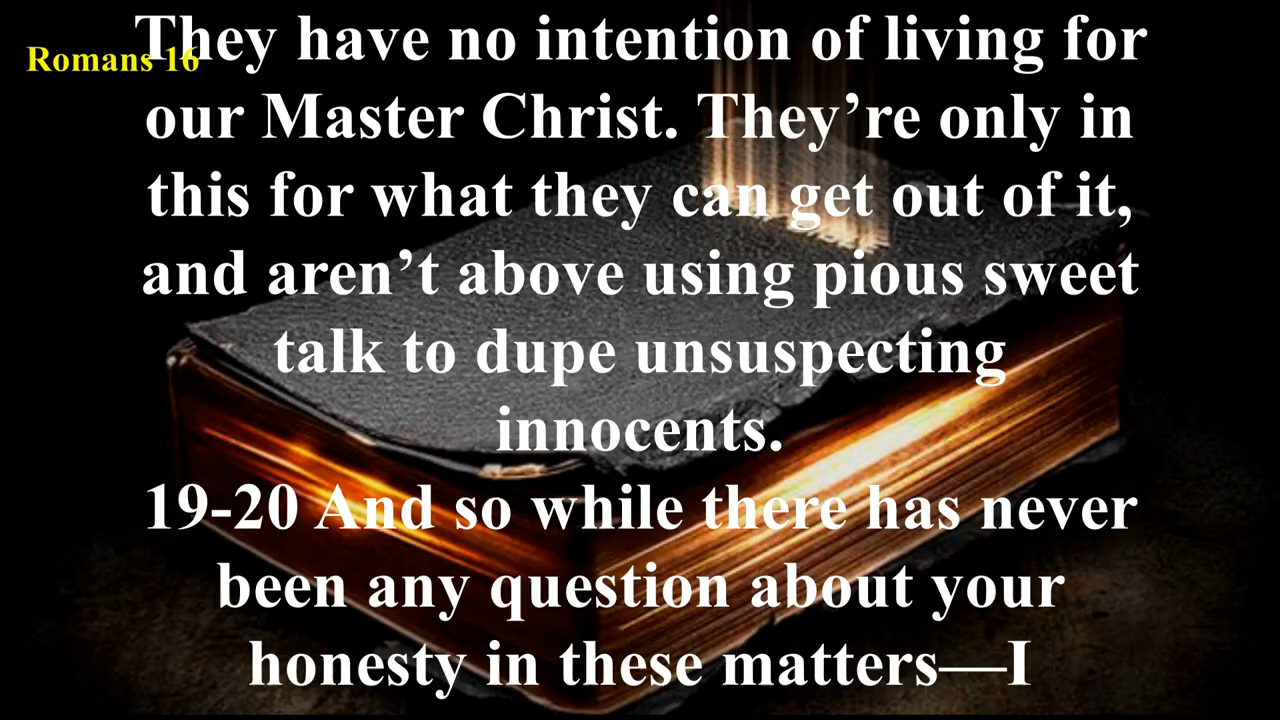 Romans 16
They have no intention of living for
our Master Christ. They’re only in
this for what they can get out of it,
and aren’t above using pious sweet
talk to dupe unsuspecting
innocents.
19-20 And so while there has never
been any question about your
honesty in these matters—I